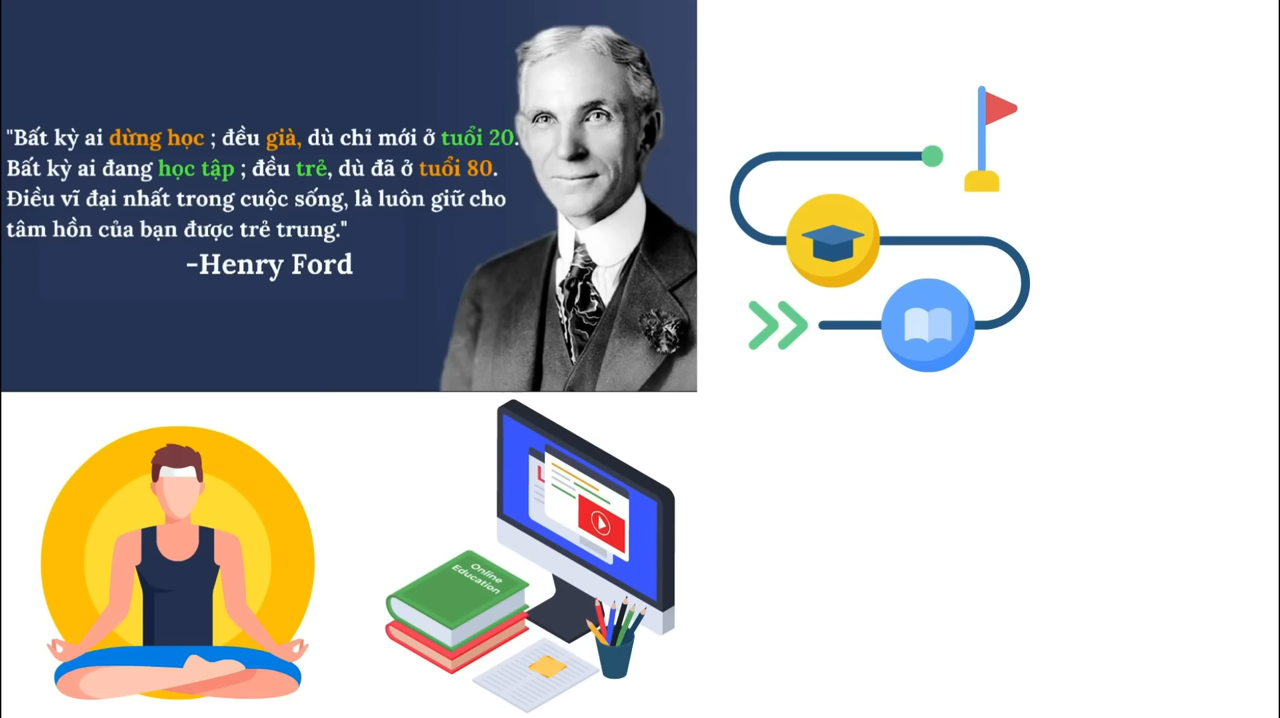 "Bất kỳ ai dừng học ; đều già, dù chỉ mới ở tuổi 20.
Bất kỳ ai đang học tập ; đều trẻ, dù đã ở tuổi 80.
Điều vĩ đại nhất trong cuộc sống, là luôn giữ cho
tâm hồn của bạn được trẻ trung."
-Henry Ford
Online
Education